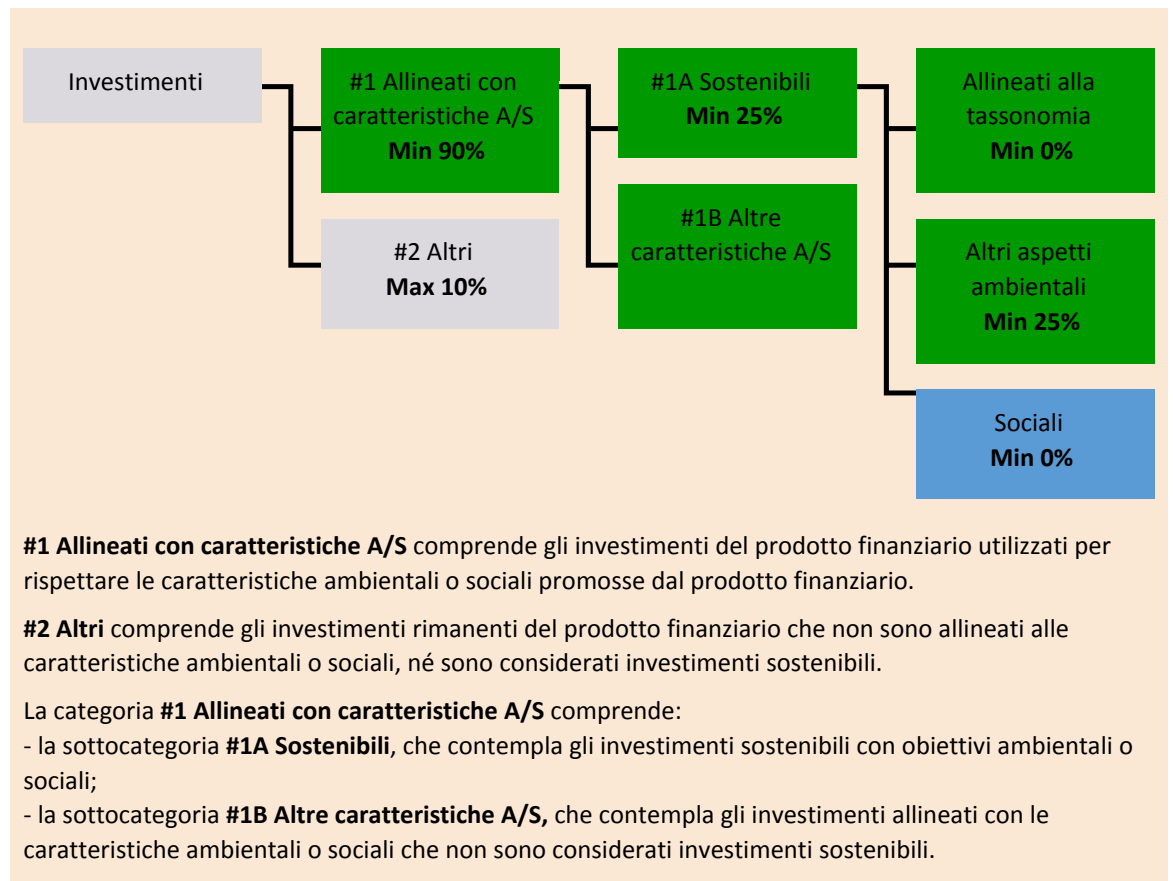 Investimenti
#1 Allineati con
caratteristiche A/S
Min 90%
#2 Altri
Max 10%
#1A Sostenibili
Min 25%
#1B Altre
caratteristiche A/S
Allineati alla
tassonomia
Min 0%
Altri aspetti
ambientali
Min 25%
Sociali
Min 0%
#1 Allineati con caratteristiche A/S comprende gli investimenti del prodotto finanziario utilizzati per
rispettare le caratteristiche ambientali o sociali promosse dal prodotto finanziario.
#2 Altri comprende gli investimenti rimanenti del prodotto finanziario che non sono allineati alle
caratteristiche ambientali o sociali, né sono considerati investimenti sostenibili.
La categoria #1 Allineati con caratteristiche A/S comprende:
- la sottocategoria #1A Sostenibili, che contempla gli investimenti sostenibili con obiettivi ambientali o
sociali;
- la sottocategoria #1B Altre caratteristiche A/S, che contempla gli investimenti allineati con le
caratteristiche ambientali o sociali che non sono considerati investimenti sostenibili.